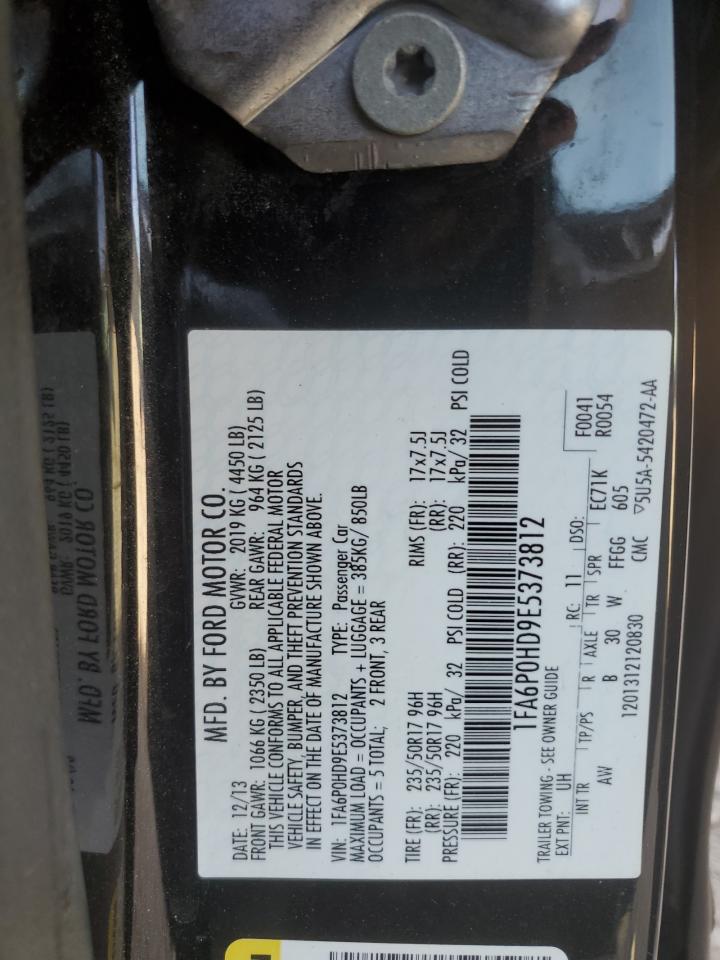 MFD. BY FORD MOTOR CO.
DATE: 12/13 GVWR: 2019 KG ( 4450 LB)
FRONT GAWR: 1066 KG ( 2350 LB) REAR GAWR: 964 KG ( 2125 LB)
THIS VEHICLE CONFORMS TO ALL APPLICABLE FEDERAL MOTOR
VEHICLE SAFETY, BUMPER, AND THEFT PREVENTION STANDARDS
IN EFFECT ON THE DATE OF MANUFACTURE SHOWN ABOVE.
VIN: 1FA6P0HD9E5373812 TYPE: Passenger Car
MAXIMUM LOAD = OCCUPANTS + LUGGAGE = 385KG/ 850LB
OCCUPANTS = 5 TOTAL; 2 FRONT, 3 REAR
TIRE (FR): 235/50R17 96H RIMS (FR): 17x7.5J
(RR): 235/50R17 96H (RR): 17x7.5J
PRESSURE (FR): 220 kPa/ 32 PSI COLD (RR): 220 kPa/ 32 PSI COLD
1FA6P0HD9E5373812
TRAILER TOWING - SEE OWNER GUIDE
EXT PNT: UH RC: 11 DSO: F0041
R0054
INT TR TP/PS R AXLE TR SPR EC71K
AW B 30 W FFGG 605
1201312120830 CMC ▽5U5A-5420472-AA